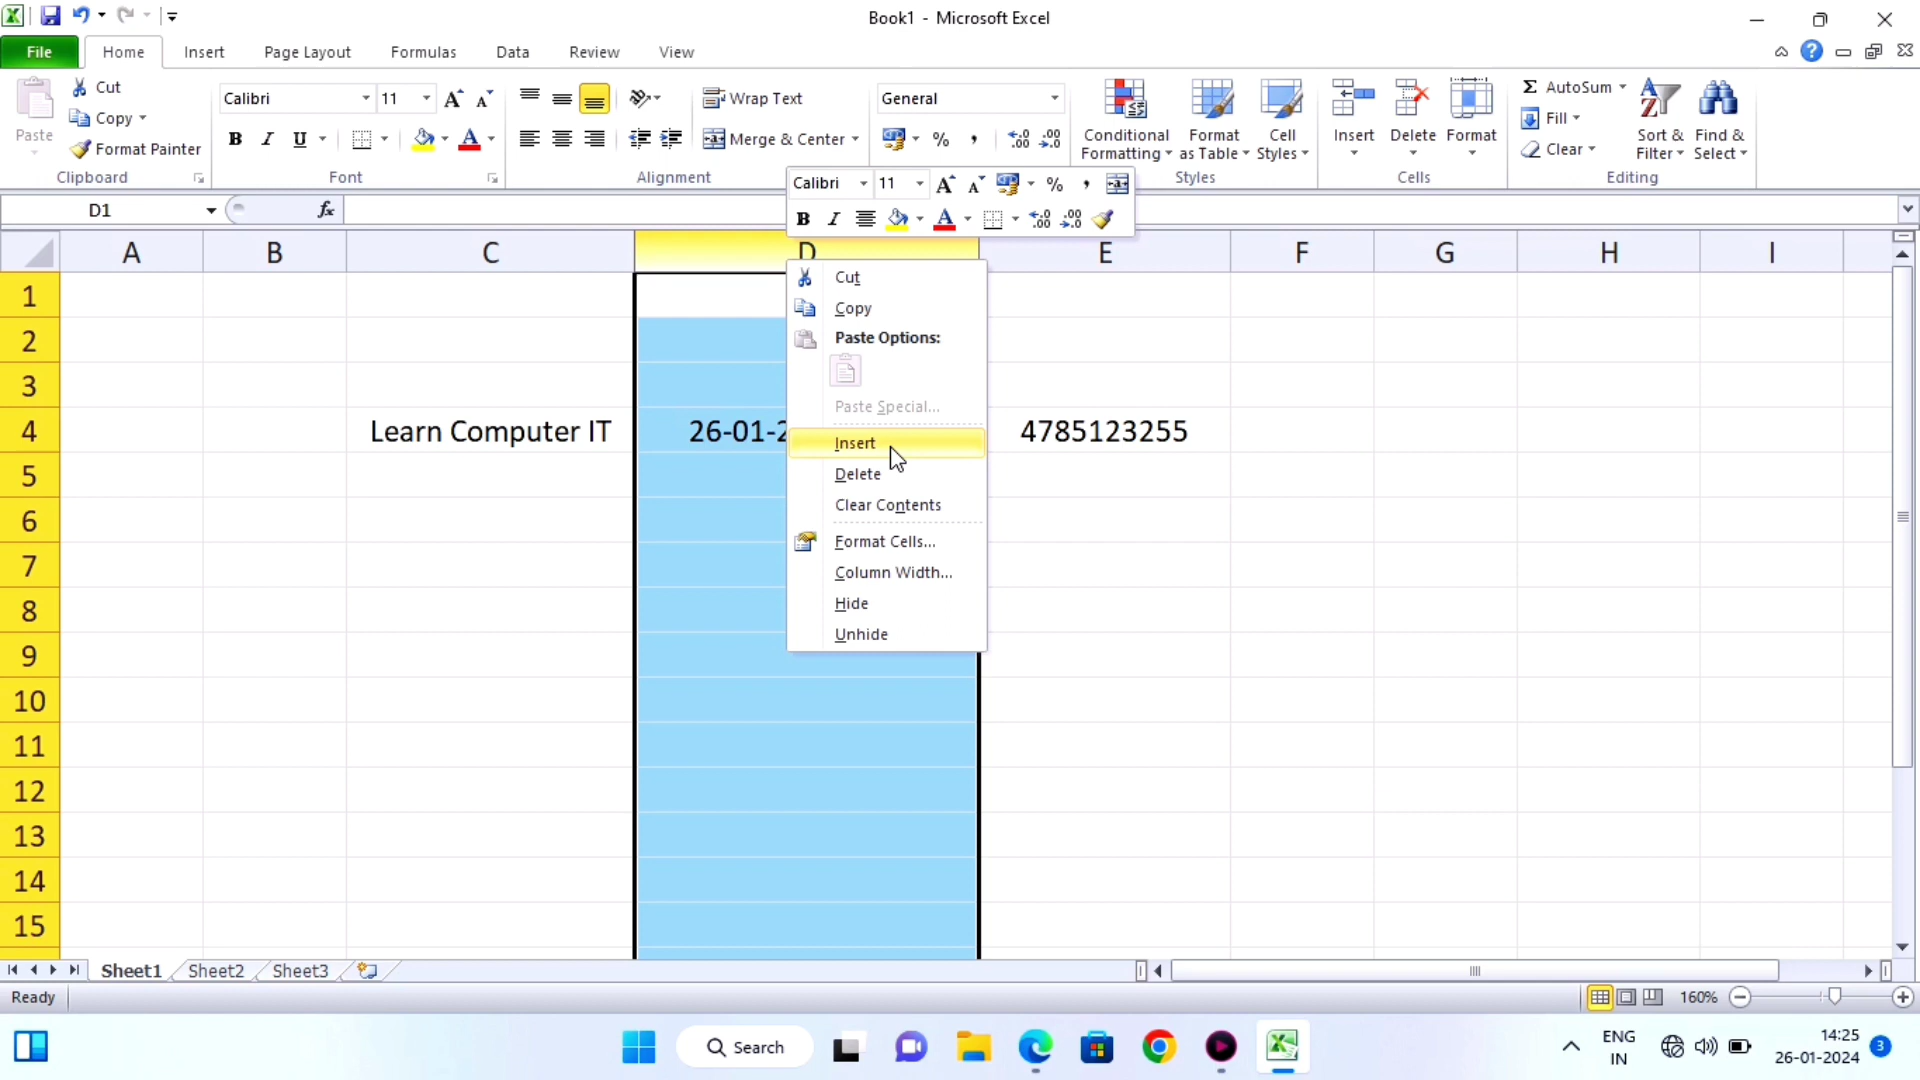 Book1 - Microsoft Excel
File Home Insert Page Layout Formulas Data Review View
Paste
Cut
Copy
Format Painter
Clipboard
Calibri 11
B I U
Font
Wrap Text
Merge & Center
Alignment
General
%
Conditional Formatting
Format as Table
Cell Styles
Styles
Insert Delete Format
Cells
Σ AutoSum
Fill
Clear
Sort & Filter
Find & Select
Editing
D1 fx
Calibri 11 %
B I A
A B C D E F G H I
1
2
3
4 Learn Computer IT 26-01-2 4785123255
5
6
7
8
9
10
11
12
13
14
15
Cut
Copy
Paste Options:
Paste Special...
Insert
Delete
Clear Contents
Format Cells...
Column Width...
Hide
Unhide
Sheet1 Sheet2 Sheet3
Ready 160%
Search
ENG
IN
14:25
26-01-2024
3